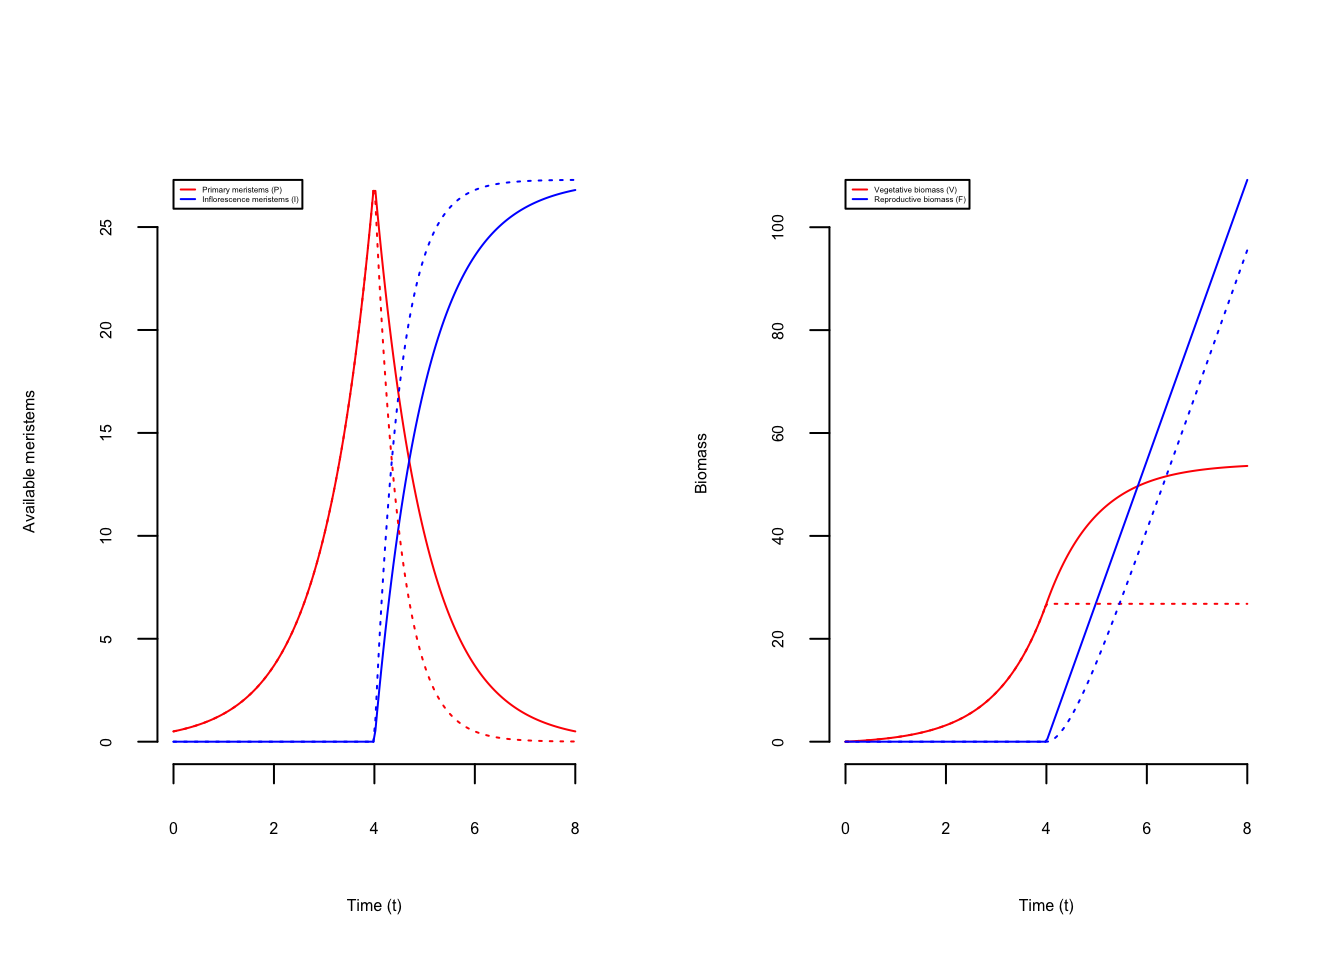 Primary meristems (P)
Inflorescence meristems (I)
Available meristems
25
20
15
10
5
0
0 2 4 6 8
Time (t)
Vegetative biomass (V)
Reproductive biomass (F)
Biomass
100
80
60
40
20
0
0 2 4 6 8
Time (t)